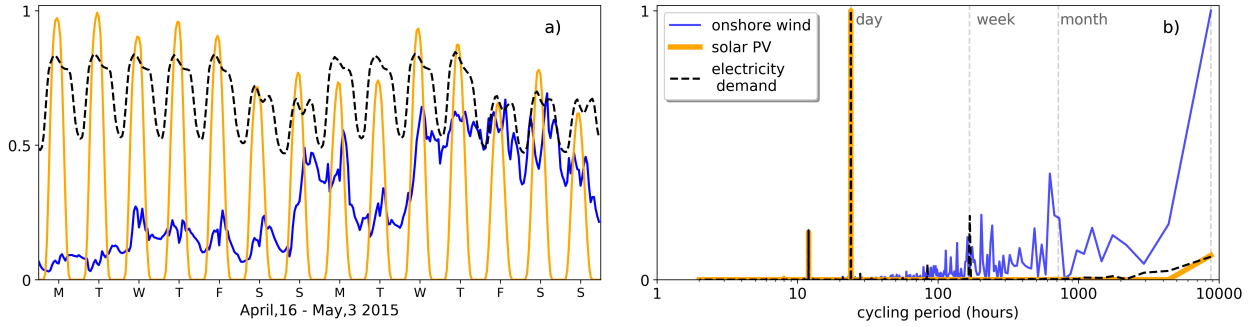 1
0.5
0
a)
M T W T F S S M T W T F S S
April,16 - May,3 2015
1
0
onshore wind
solar PV
electricity
demand
day
week
month
b)
1 10 100 1000 10000
cycling period (hours)